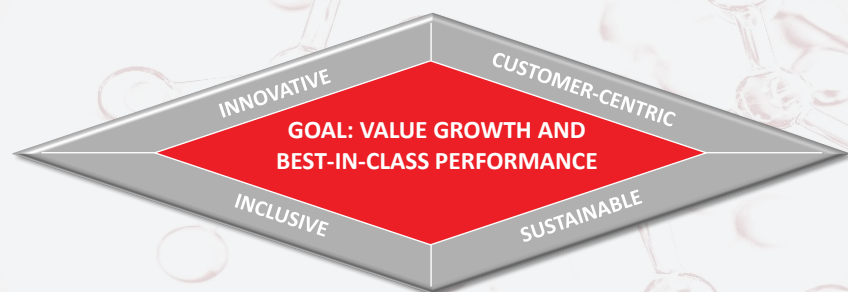 INNOVATIVE
CUSTOMER-CENTRIC
GOAL: VALUE GROWTH AND
BEST-IN-CLASS PERFORMANCE
INCLUSIVE
SUSTAINABLE